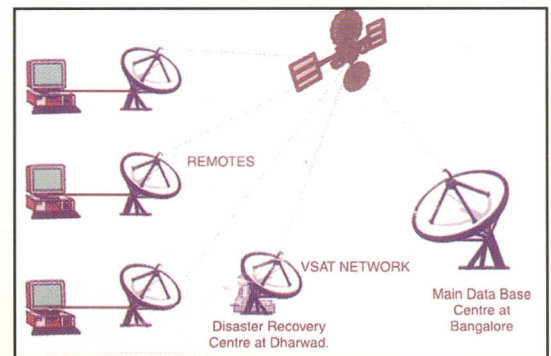 REMOTES
VSAT NETWORK
Disaster Recovery
Centre at Dharwad.
Main Data Base
Centre at
Bangalore